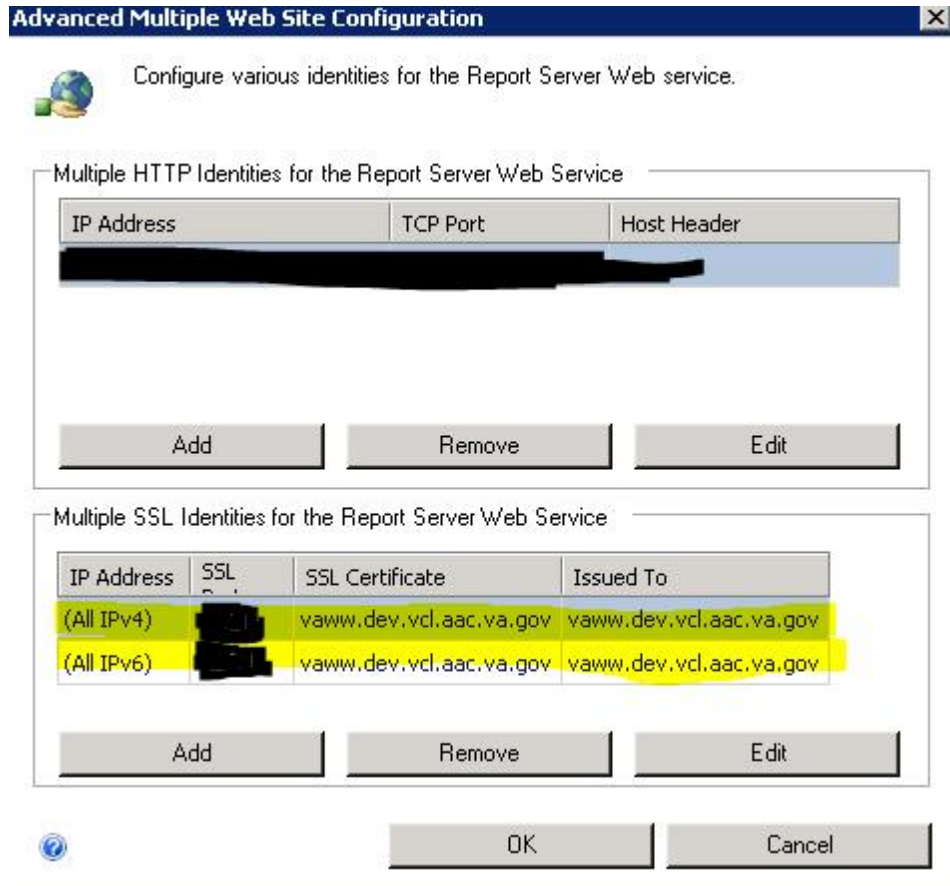 Advanced Multiple Web Site Configuration
Configure various identities for the Report Server Web service.
Multiple HTTP Identities for the Report Server Web Service
IP Address TCP Port Host Header
Add Remove Edit
Multiple SSL Identities for the Report Server Web Service
IP Address SSL SSL Certificate Issued To
(All IPv4) vaww.dev.vcl.aac.va.gov vaww.dev.vcl.aac.va.gov
(All IPv6) vaww.dev.vcl.aac.va.gov vaww.dev.vcl.aac.va.gov
Add Remove Edit
OK Cancel